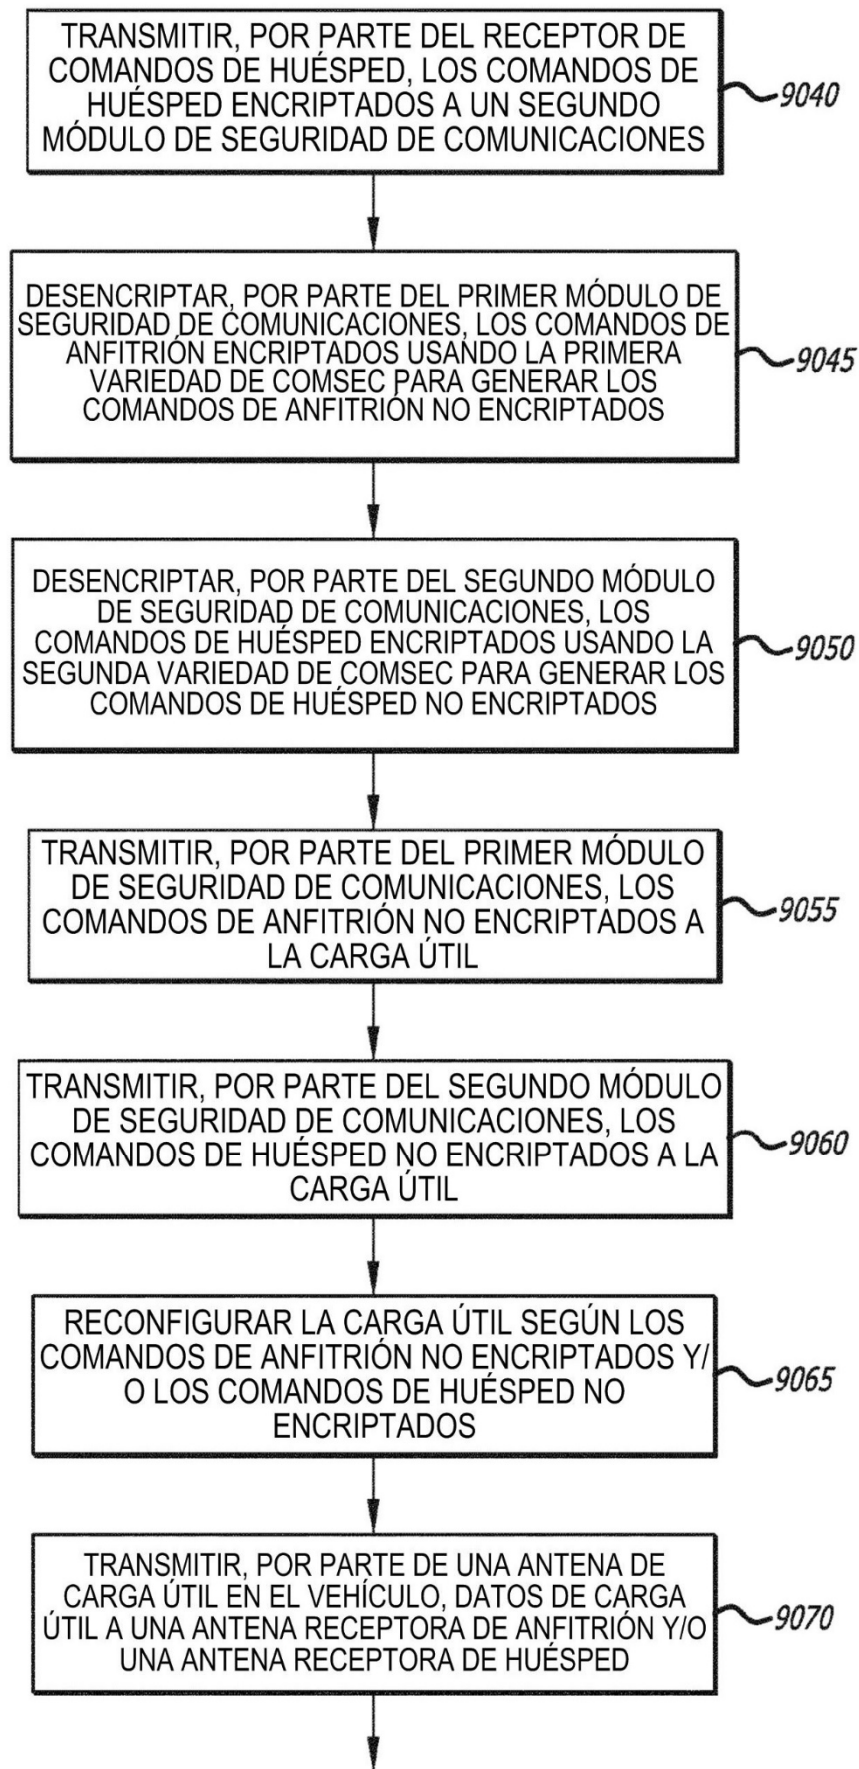 TRANSMITIR, POR PARTE DEL RECEPTOR DE
COMANDOS DE HUÉSPED, LOS COMANDOS DE
HUÉSPED ENCRIPTADOS A UN SEGUNDO
MÓDULO DE SEGURIDAD DE COMUNICACIONES
9040
DESENCRIPTAR, POR PARTE DEL PRIMER MÓDULO DE
SEGURIDAD DE COMUNICACIONES, LOS COMANDOS DE
ANFITRIÓN ENCRIPTADOS USANDO LA PRIMERA
VARIEDAD DE COMSEC PARA GENERAR LOS
COMANDOS DE ANFITRIÓN NO ENCRIPTADOS
9045
DESENCRIPTAR, POR PARTE DEL SEGUNDO MÓDULO
DE SEGURIDAD DE COMUNICACIONES, LOS
COMANDOS DE HUÉSPED ENCRIPTADOS USANDO LA
SEGUNDA VARIEDAD DE COMSEC PARA GENERAR LOS
COMANDOS DE HUÉSPED NO ENCRIPTADOS
9050
TRANSMITIR, POR PARTE DEL PRIMER MÓDULO
DE SEGURIDAD DE COMUNICACIONES, LOS
COMANDOS DE ANFITRIÓN NO ENCRIPTADOS A
LA CARGA ÚTIL
9055
TRANSMITIR, POR PARTE DEL SEGUNDO MÓDULO
DE SEGURIDAD DE COMUNICACIONES, LOS
COMANDOS DE HUÉSPED NO ENCRIPTADOS A LA
CARGA ÚTIL
9060
RECONFIGURAR LA CARGA ÚTIL SEGÚN LOS
COMANDOS DE ANFITRIÓN NO ENCRIPTADOS Y/
O LOS COMANDOS DE HUÉSPED NO
ENCRIPTADOS
9065
TRANSMITIR, POR PARTE DE UNA ANTENA DE
CARGA ÚTIL EN EL VEHÍCULO, DATOS DE CARGA
ÚTIL A UNA ANTENA RECEPTORA DE ANFITRIÓN Y/O
UNA ANTENA RECEPTORA DE HUÉSPED
9070